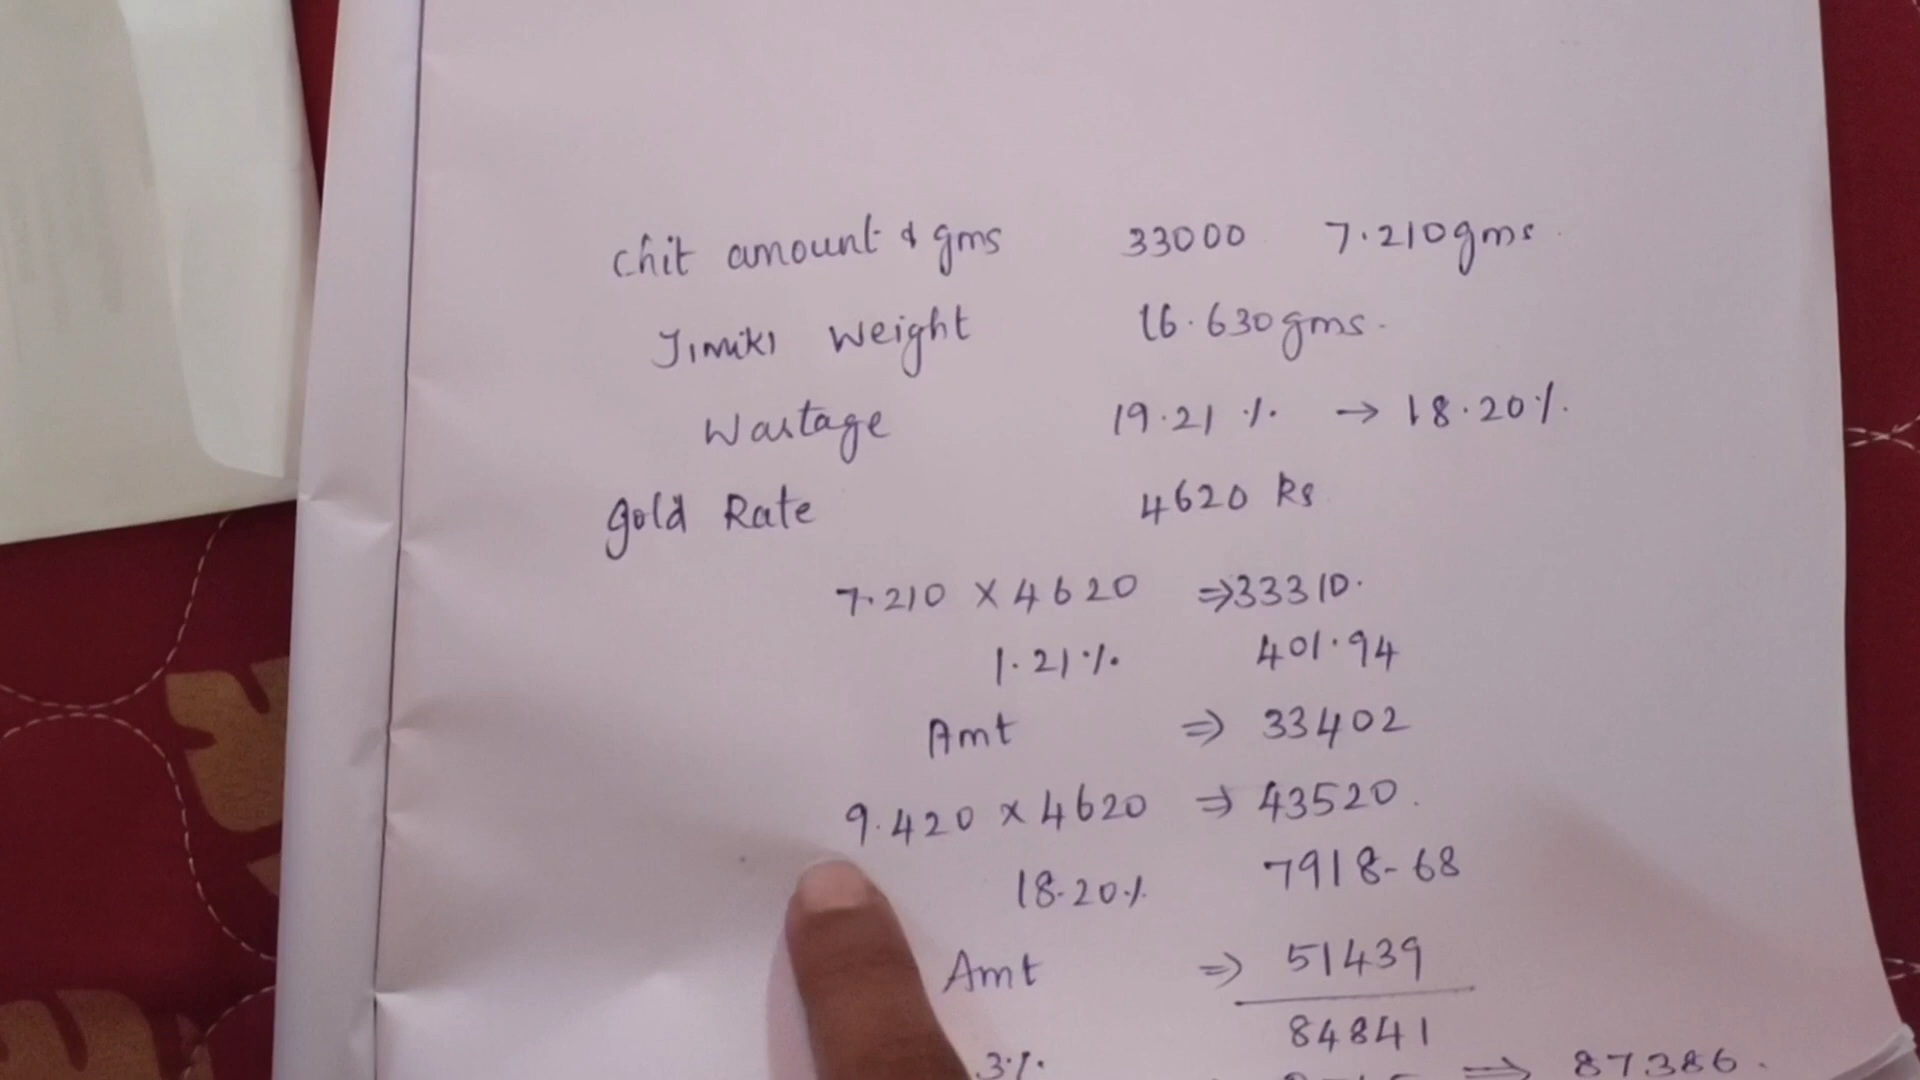 Chit amount & gms 33000 7.210gms.
Jimiki Weight 16.630gms.
Wastage 19.21 % → 18.20%.
gold Rate 4620 Rs
7.210 x 4620 ⇒ 33310.
1.21% 401.94
Amt ⇒ 33402
9.420 x 4620 ⇒ 43520.
18.20% 7918-68
Amt ⇒ 51439
84841
3% ⇒ 87386.